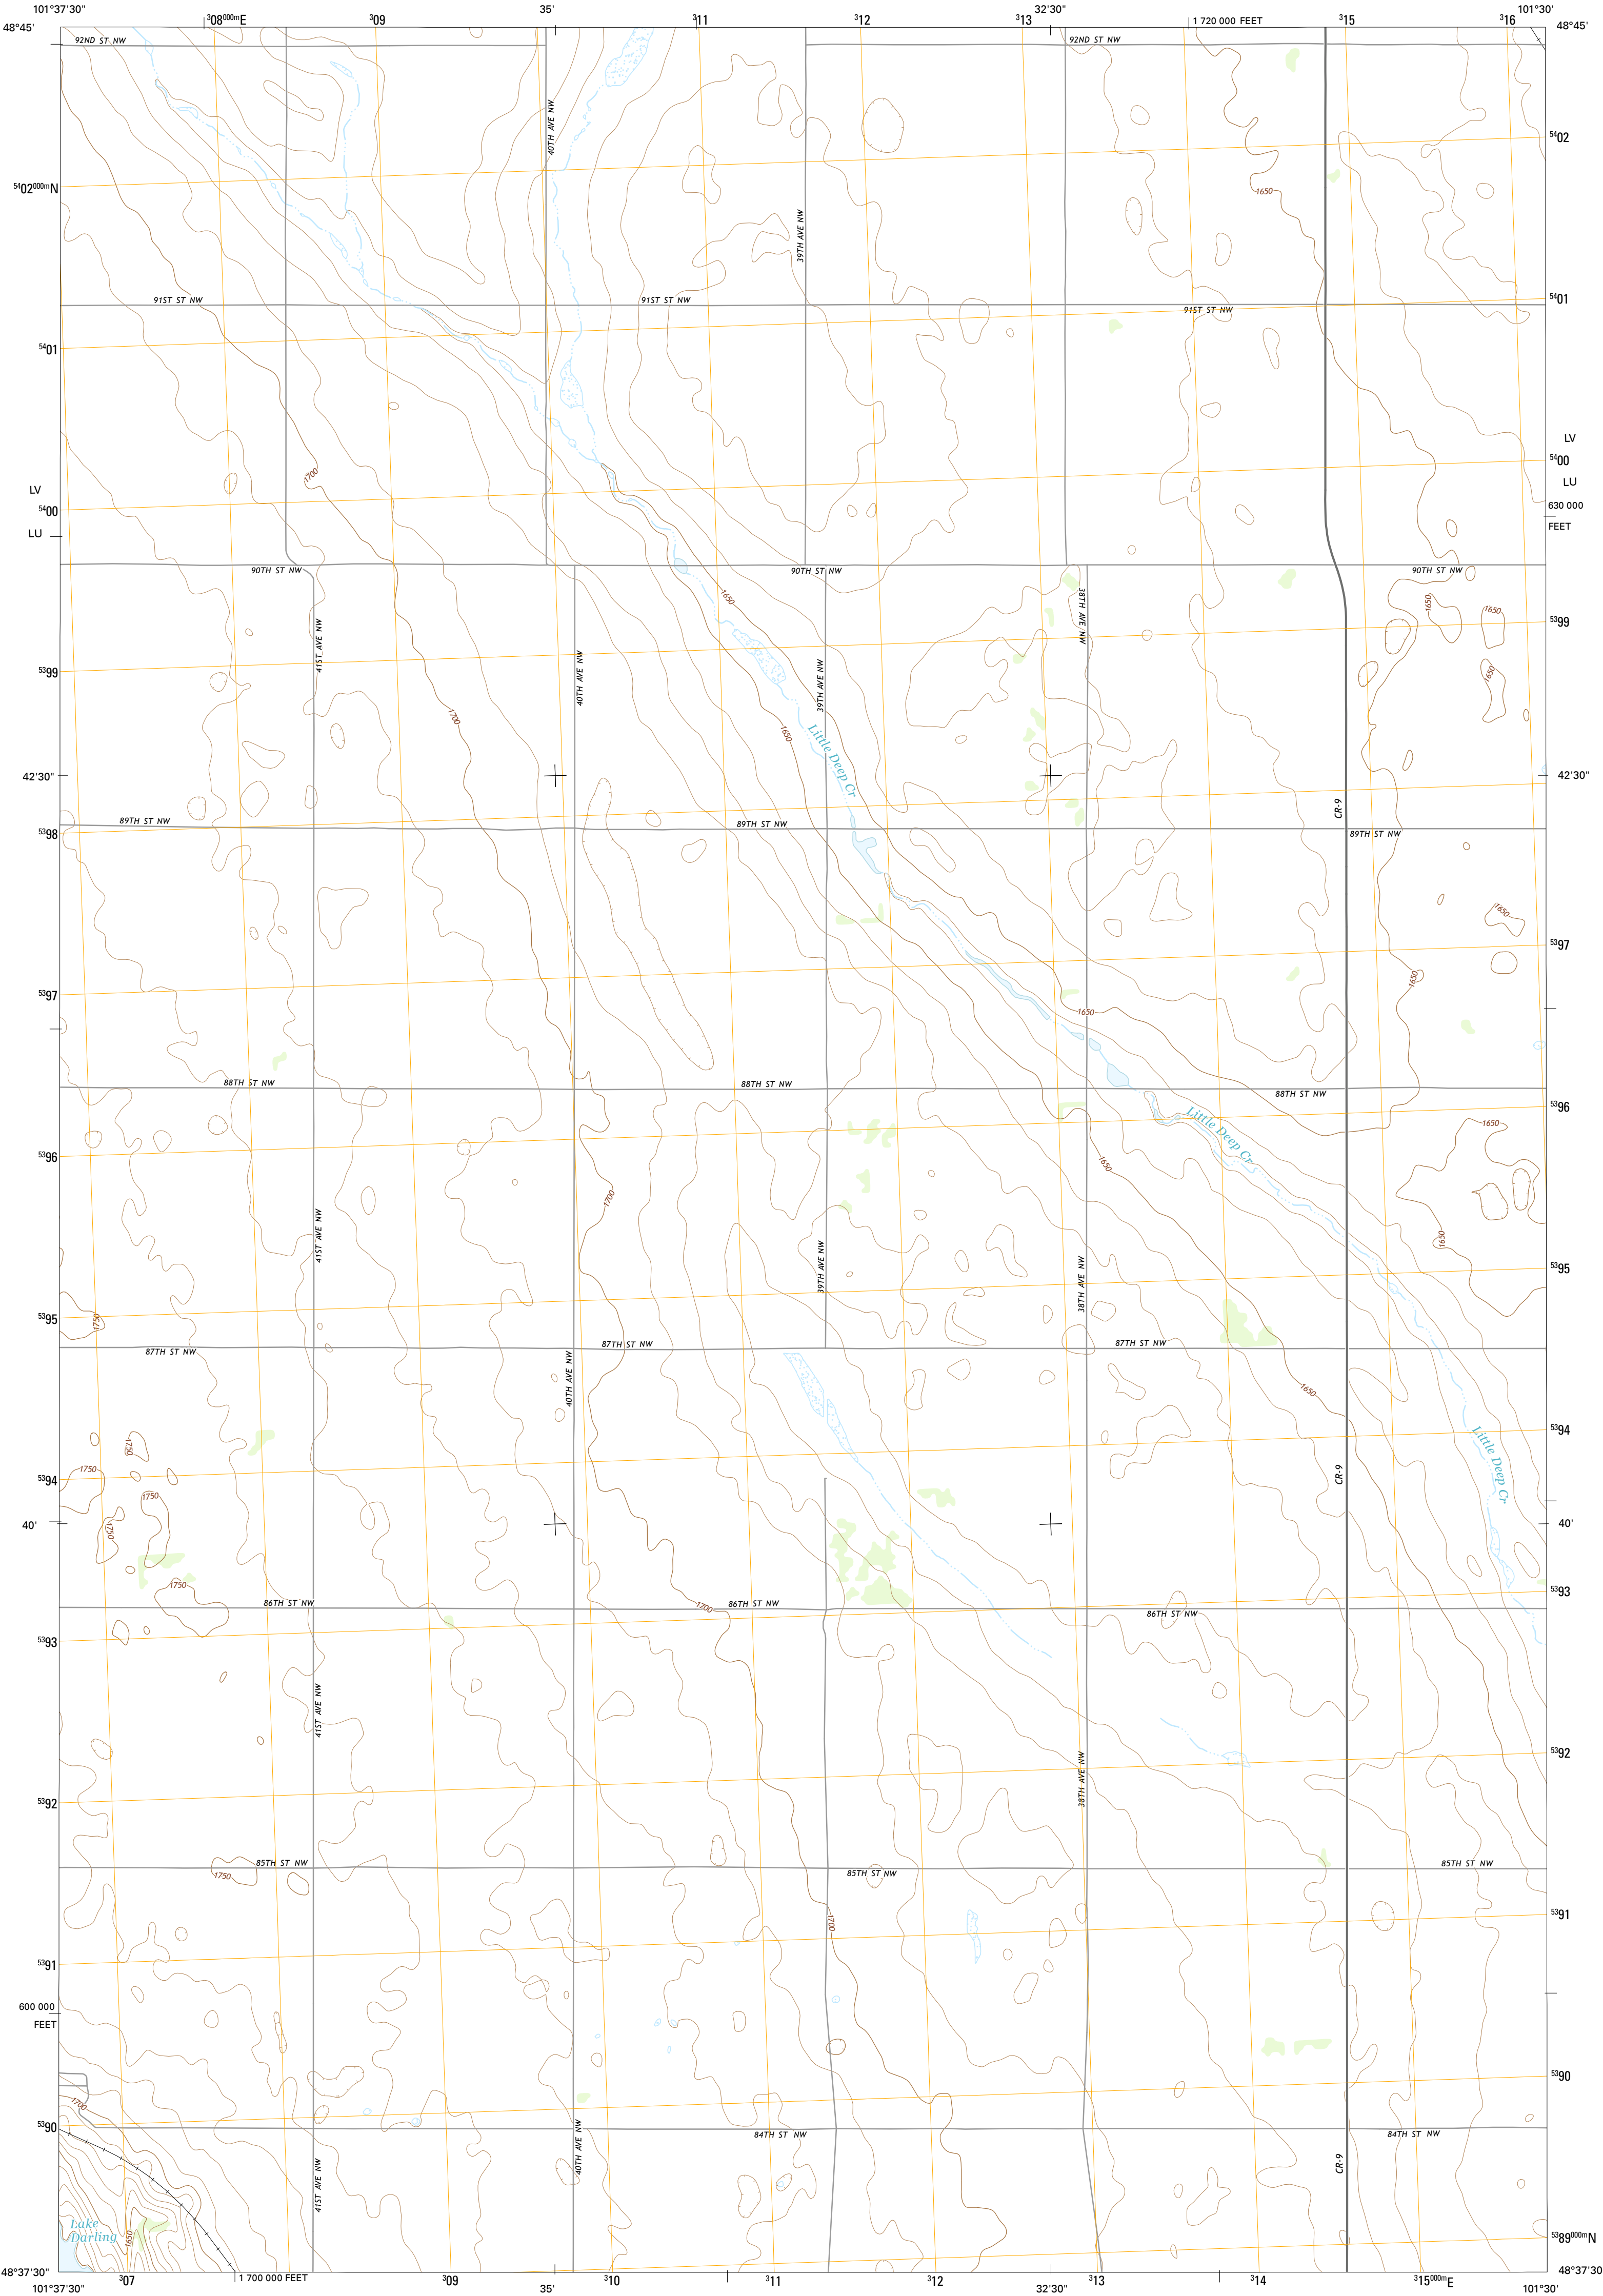 101°37'30"
³08⁰⁰⁰ᵐE
³09
35'
³11
³12
³13
32'30"
1 720 000 FEET
³15
³16
101°30'
48°45'
48°45'
92ND ST NW
92ND ST NW
40TH AVE NW
⁵⁴02
⁵⁴02⁰⁰⁰ᵐN
1650
39TH AVE NW
91ST ST NW
91ST ST NW
91ST ST NW
⁵⁴01
⁵⁴01
LV
⁵⁴00
1700
LU
LV
630 000
FEET
⁵⁴00
LU
90TH ST NW
90TH ST NW
90TH ST NW
1650
38TH AVE NW
1650
1650
⁵³99
41ST AVE NW
40TH AVE NW
39TH AVE NW
1650
⁵³99
1700
1650
Little Deep Cr
42'30"
42'30"
CR-9
89TH ST NW
89TH ST NW
89TH ST NW
⁵³98
1650
⁵³97
1650
⁵³97
1650
88TH ST NW
88TH ST NW
88TH ST NW
⁵³96
Little Deep Cr
1650
⁵³96
1650
1700
41ST AVE NW
39TH AVE NW
38TH AVE NW
1650
⁵³95
⁵³95
1750
87TH ST NW
87TH ST NW
87TH ST NW
40TH AVE NW
1650
⁵³94
1750
1750
Little Deep Cr
CR-9
⁵³94
1750
1750
40'
40'
1750
⁵³93
86TH ST NW
1700
86TH ST NW
86TH ST NW
⁵³93
41ST AVE NW
38TH AVE NW
⁵³92
⁵³92
85TH ST NW
1750
85TH ST NW
85TH ST NW
1700
⁵³91
⁵³91
600 000
FEET
⁵³90
1700
⁵³90
84TH ST NW
84TH ST NW
40TH AVE NW
41ST AVE NW
CR-9
Lake
Darling
1650
⁵³89⁰⁰⁰ᵐN
48°37'30"
48°37'30
³07
1 700 000 FEET
³09
³10
³11
³12
³13
³14
³15⁰⁰⁰ᵐE
101°37'30"
35'
32'30"
101°30'